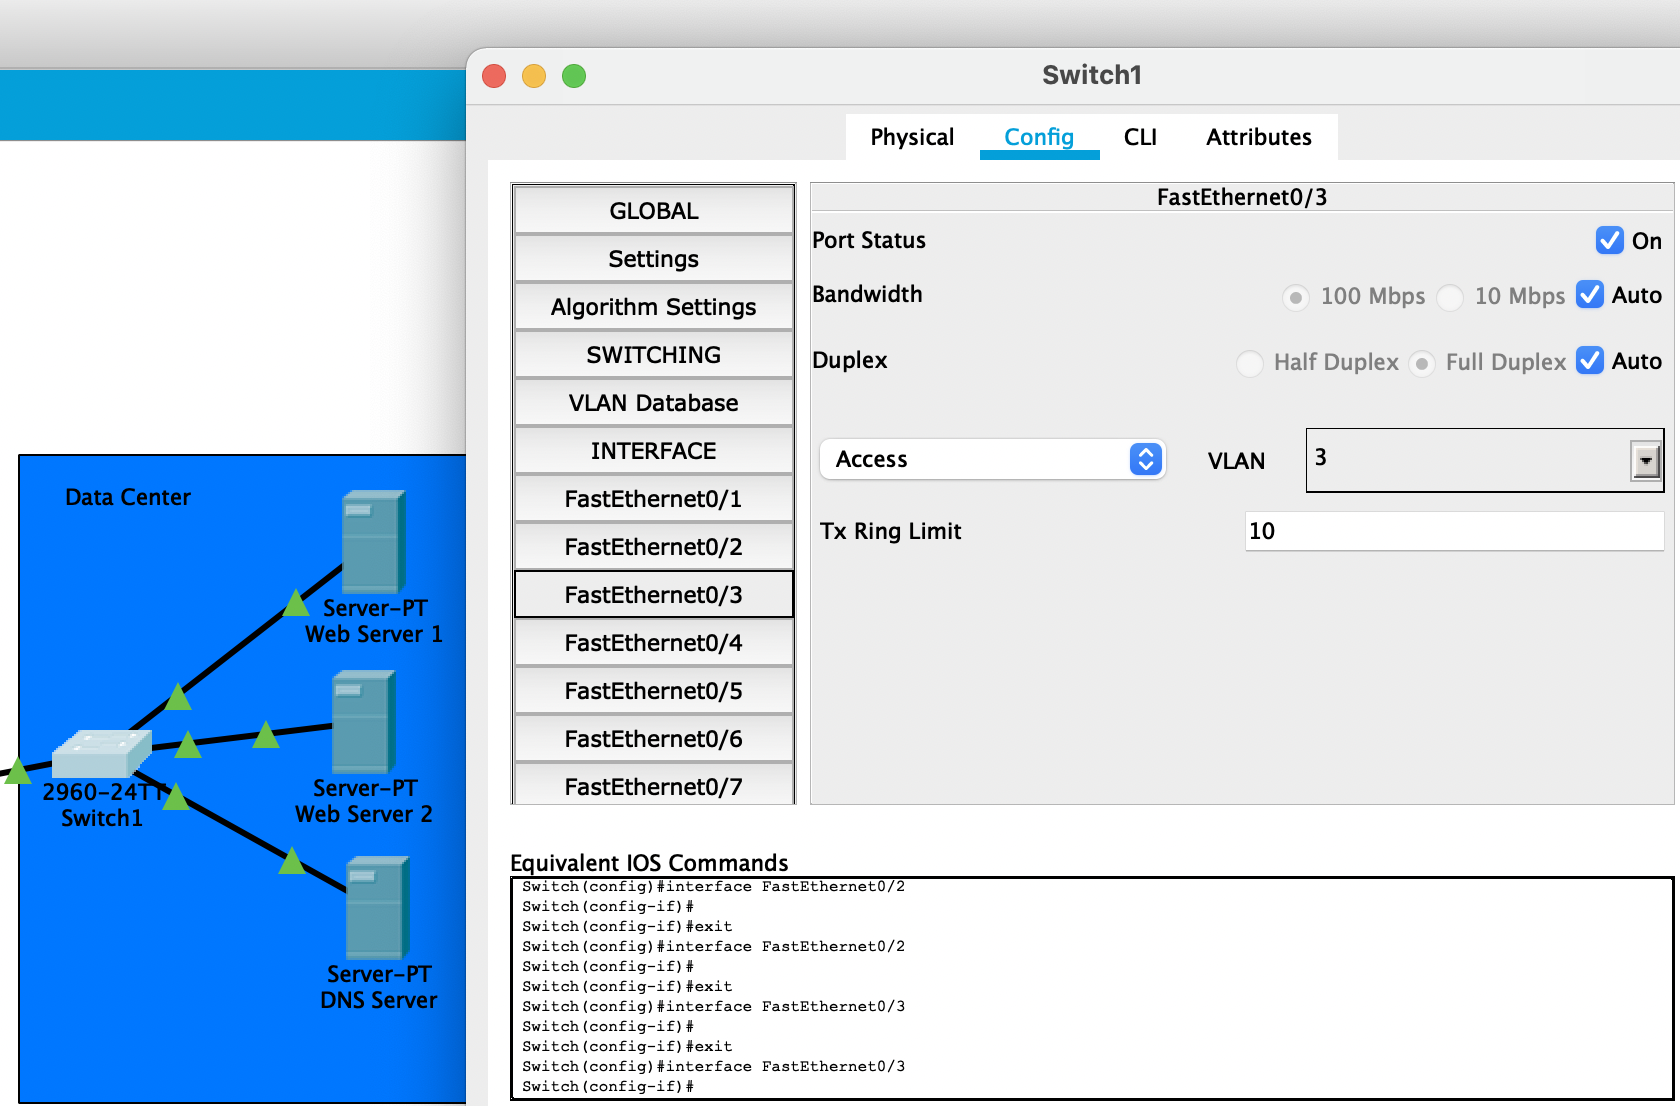 Switch1
Physical Config CLI Attributes
GLOBAL
Settings
Algorithm Settings
SWITCHING
VLAN Database
INTERFACE
FastEthernet0/1
FastEthernet0/2
FastEthernet0/3
FastEthernet0/4
FastEthernet0/5
FastEthernet0/6
FastEthernet0/7
FastEthernet0/3
Port Status On
Bandwidth 100 Mbps 10 Mbps Auto
Duplex Half Duplex Full Duplex Auto
Access VLAN 3
Tx Ring Limit 10
Data Center
Server-PT
Web Server 1
Server-PT
Web Server 2
2960-24TT
Switch1
Server-PT
DNS Server
Equivalent IOS Commands
Switch(config)#interface FastEthernet0/2
Switch(config-if)#
Switch(config-if)#exit
Switch(config)#interface FastEthernet0/2
Switch(config-if)#
Switch(config-if)#exit
Switch(config)#interface FastEthernet0/3
Switch(config-if)#
Switch(config-if)#exit
Switch(config)#interface FastEthernet0/3
Switch(config-if)#